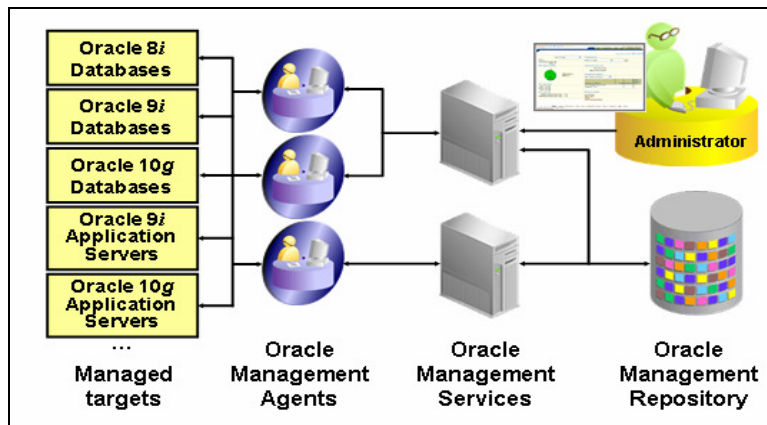 Oracle 8i
Databases
Oracle 9i
Databases
Oracle 10g
Databases
Oracle 9i
Application
Servers
Oracle 10g
Application
Servers
...
Managed
targets
Oracle
Management
Agents
Oracle
Management
Services
Administrator
Oracle
Management
Repository